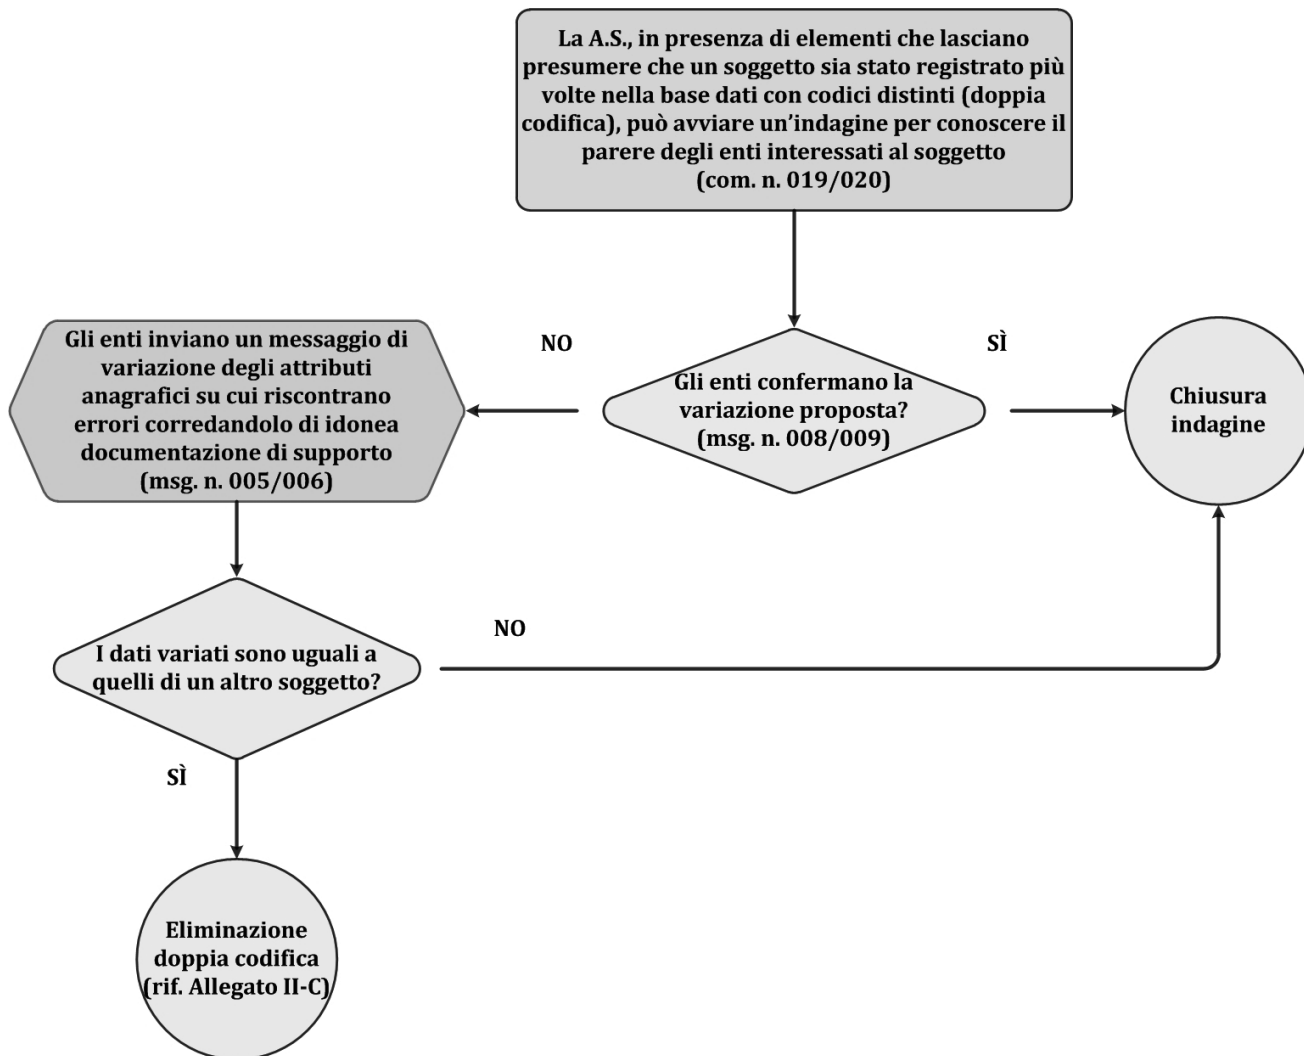 La A.S., in presenza di elementi che lasciano
presumere che un soggetto sia stato registrato più
volte nella base dati con codici distinti (doppia
codifica), può avviare un’indagine per conoscere il
parere degli enti interessati al soggetto
(com. n. 019/020)
Gli enti inviano un messaggio di
variazione degli attributi
anagrafici su cui riscontrano
errori corredandolo di idonea
documentazione di supporto
(msg. n. 005/006)
NO
Gli enti confermano la
variazione proposta?
(msg. n. 008/009)
SÌ
Chiusura
indagine
I dati variati sono uguali a
quelli di un altro soggetto?
NO
SÌ
Eliminazione
doppia codifica
(rif. Allegato II-C)